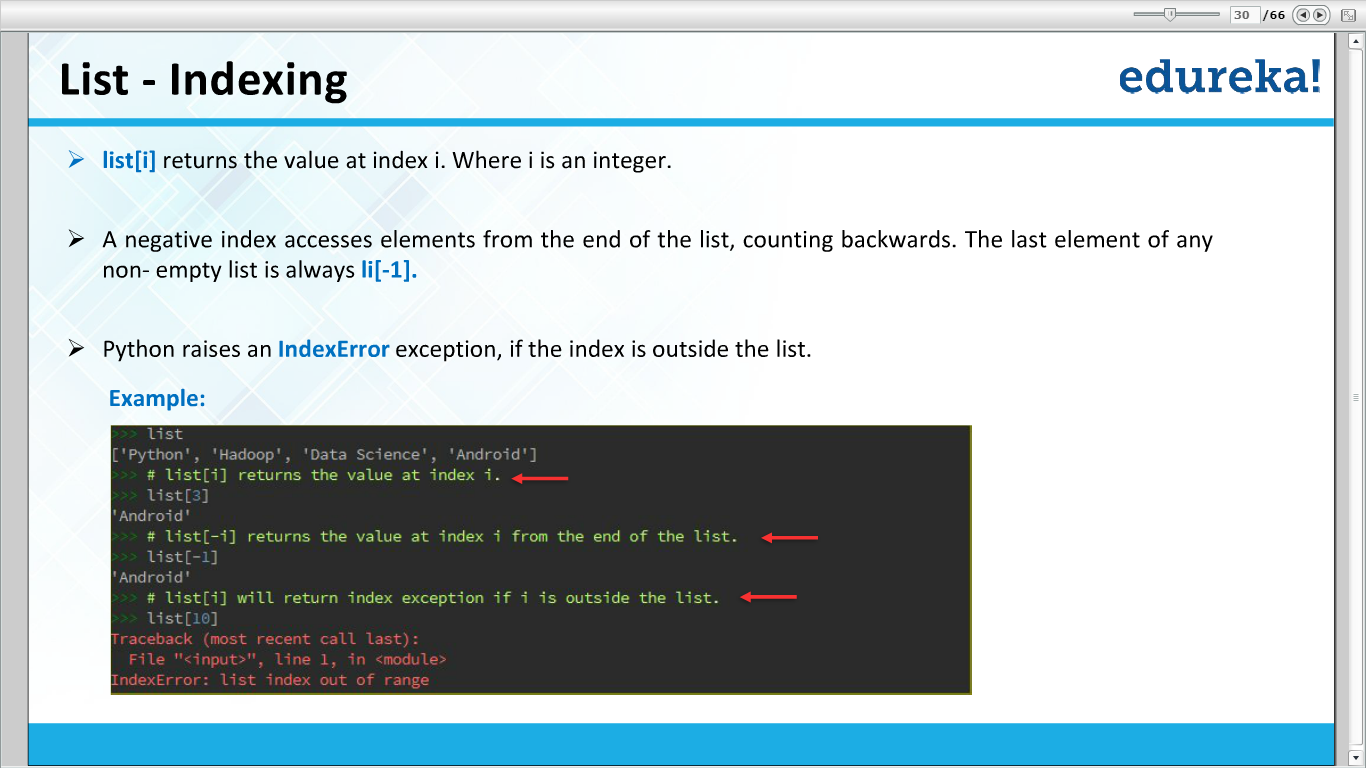 30 /66
List - Indexing
edureka!
list[i] returns the value at index i. Where i is an integer.
A negative index accesses elements from the end of the list, counting backwards. The last element of any
non- empty list is always li[-1].
Python raises an IndexError exception, if the index is outside the list.
Example:
>>> list
['Python', 'Hadoop', 'Data Science', 'Android']
>>> # list[i] returns the value at index i.
>>> list[3]
'Android'
>>> # list[-i] returns the value at index i from the end of the list.
>>> list[-1]
'Android'
>>> # list[i] will return index exception if i is outside the list.
>>> list[10]
Traceback (most recent call last):
  File "<input>", line 1, in <module>
IndexError: list index out of range